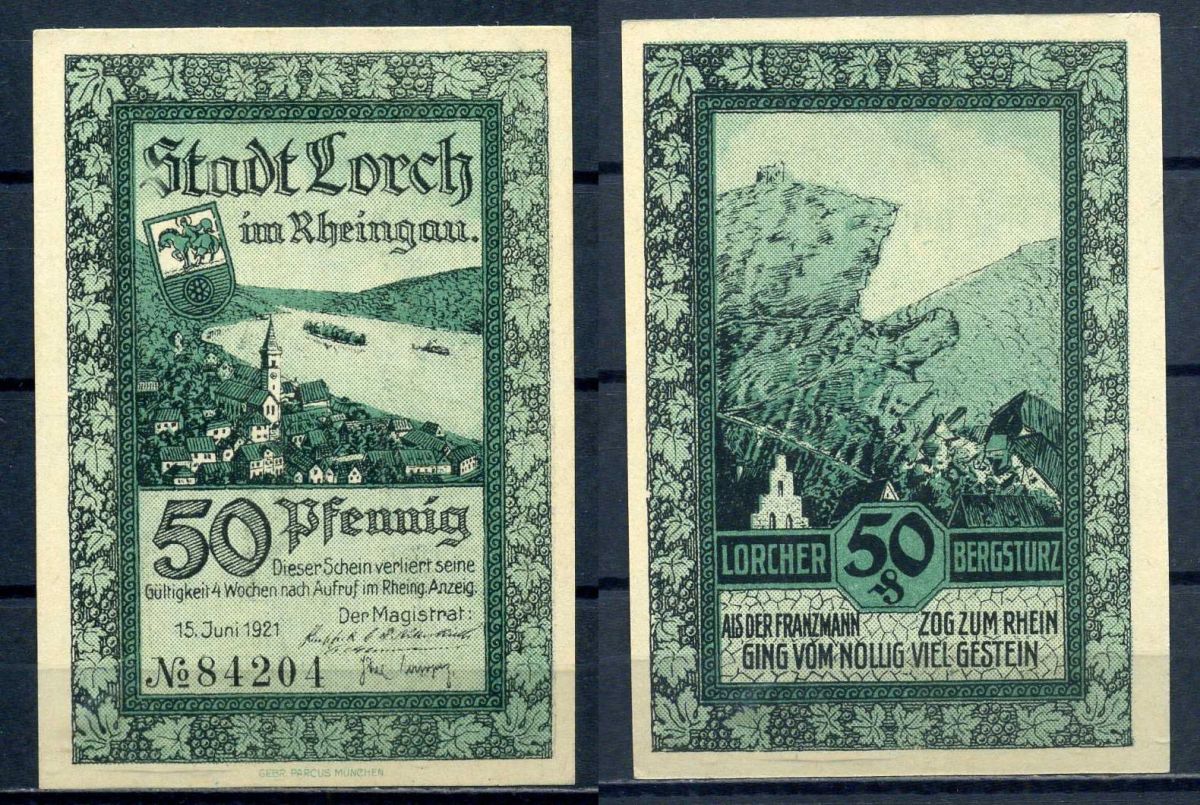 Stadt Lorch
im Rheingau.
50 Pfennig
Dieser Schein verliert seine
Gültigkeit 4 Wochen nach Aufruf im Rheing. Anzeig.
Der Magistrat:
15. Juni 1921
No 84204
GEBR. PARCUS MÜNCHEN
LORCHER 50 ₰ BERGSTURZ
ALS DER FRANZMANN ZOG ZUM RHEIN
GING VOM NOLLIG VIEL GESTEIN